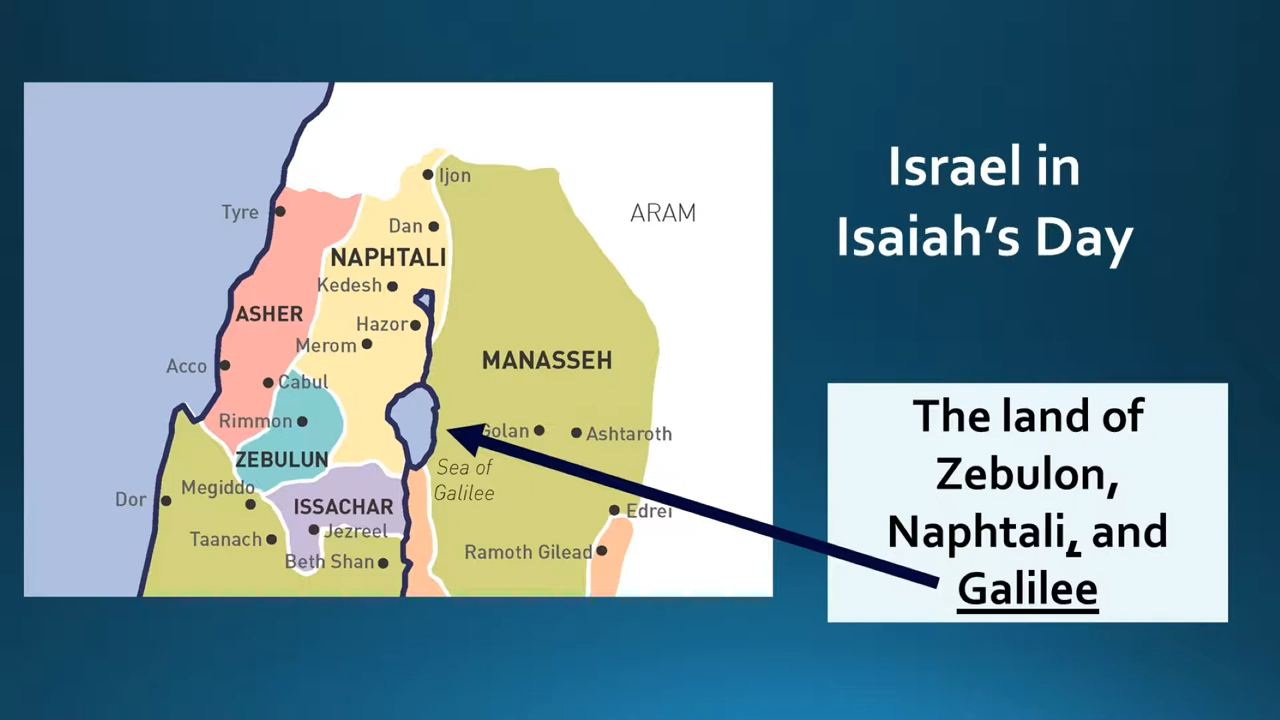 Israel in
Isaiah’s Day
Ijon
Tyre
ARAM
Dan
NAPHTALI
Kedesh
ASHER
Hazor
Merom
MANASSEH
Acco
Cabul
Rimmon
Golan
Ashtaroth
ZEBULUN
Sea of
Galilee
Megiddo
Dor
ISSACHAR
Edrei
Jezreel
Taanach
Ramoth Gilead
Beth Shan
The land of
Zebulon,
Naphtali, and
Galilee